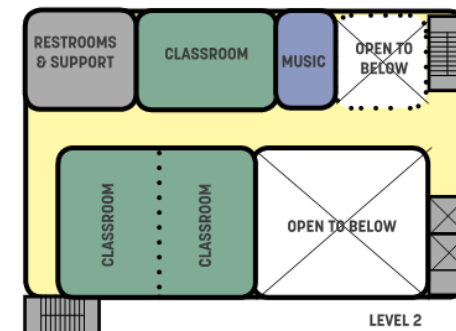 RESTROOMS
& SUPPORT
CLASSROOM
MUSIC
OPEN TO
BELOW
CLASSROOM
CLASSROOM
OPEN TO BELOW
LEVEL 2